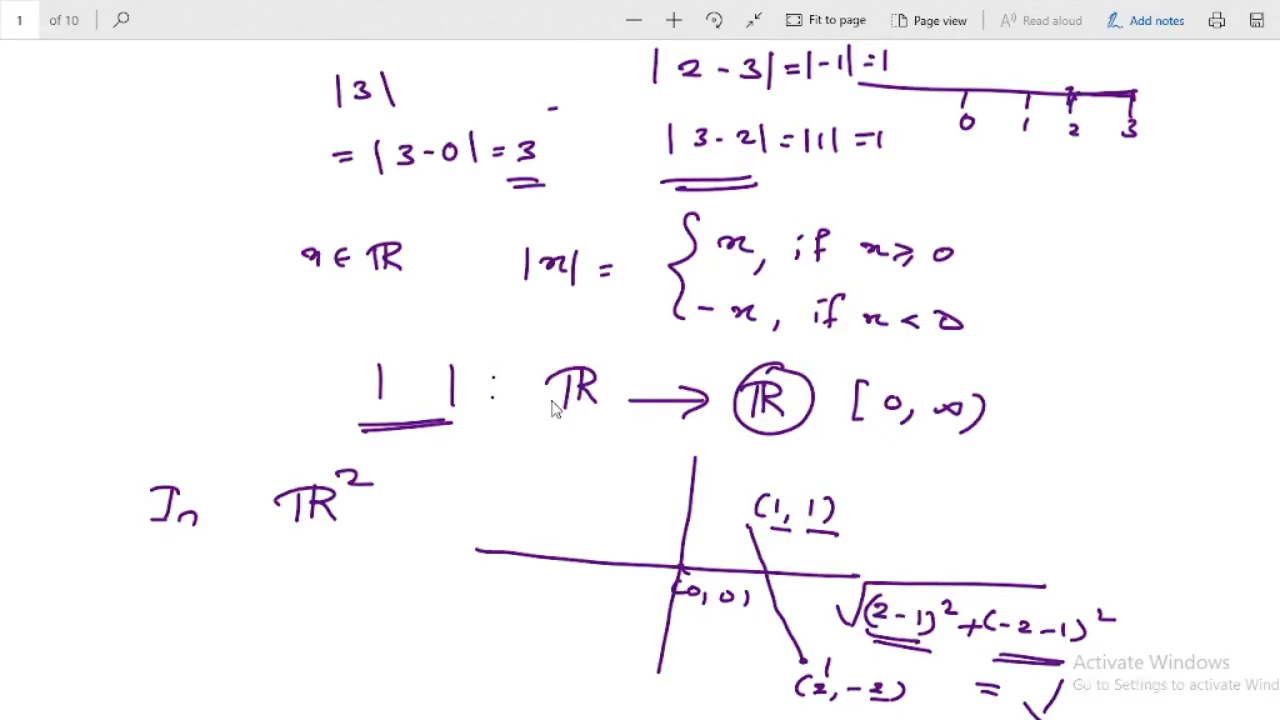 1 of 10 Fit to page Page view Read aloud Add notes
|3| |2-3|=|-1|=1
0 1 2 3
=|3-0|=3 |3-2|=|1|=1
x∈ℝ |x|= { x, if x⩾0
-x, if x<0
| | : ℝ → ℝ [0,∞)
In ℝ²
(1, 1)
(0,0) √(2-1)²+(-2-1)²
(2,-2) = √
Activate Windows
Go to Settings to activate Wind